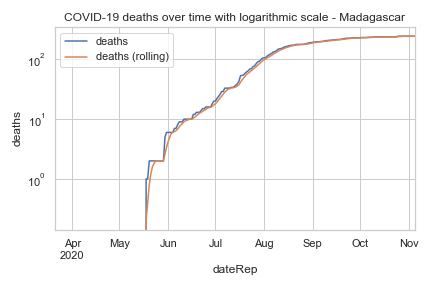 COVID-19 deaths over time with logarithmic scale - Madagascar
deaths
deaths (rolling)
10²
10¹
10⁰
deaths
Apr May Jun Jul Aug Sep Oct Nov
2020
dateRep